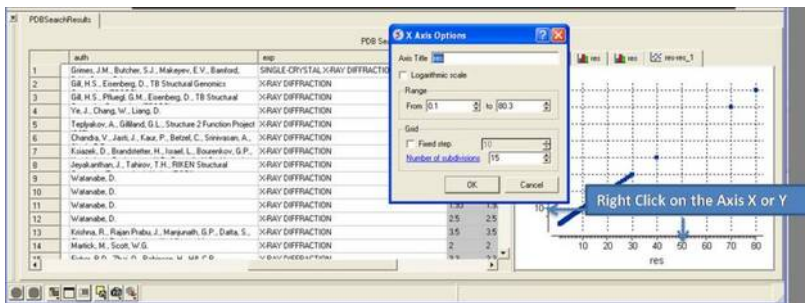 PDBSearchResults
PDB Sea
auth exp
1 Grimes, J.M., Butcher, S.J., Makeyev, E.V., Bamford, SINGLE-CRYSTAL X-RAY DIFFRACTIO
2 Gill, H.S., Eisenberg, D., TB Structural Genomics X-RAY DIFFRACTION
3 Gill, H.S., Pfluegl, G.M., Eisenberg, D., TB Structural X-RAY DIFFRACTION
4 Ye, J., Chang, W., Liang, D. X-RAY DIFFRACTION
5 Teplyakov, A., Gilliland, G.L., Structure 2 Function Project X-RAY DIFFRACTION
6 Chandra, V., Jasti, J., Kaur, P., Betzel, C., Srinivasan, A., X-RAY DIFFRACTION
7 Ksiazek, D., Brandstetter, H., Israel, L., Bourenkov, G.P., X-RAY DIFFRACTION
8 Jeyakanthan, J., Tahirov, T.H., RIKEN Structural X-RAY DIFFRACTION
9 Watanabe, D. X-RAY DIFFRACTION
10 Watanabe, D. X-RAY DIFFRACTION
11 Watanabe, D. X-RAY DIFFRACTION
12 Watanabe, D. X-RAY DIFFRACTION 2.5 2.5
13 Krishna, R., Rajan Prabu, J., Manjunath, G.P., Datta, S., X-RAY DIFFRACTION 3.5 3.5
14 Martick, M., Scott, W.G. X-RAY DIFFRACTION 2 2
X Axis Options
Axis Title res
Logarithmic scale
Range
From 0.1 to 80.3
Grid
Fixed step. 10
Number of subdivisions 15
OK Cancel
res res res-res_1
Right Click on the Axis X or Y
10
10 20 30 40 50 60 70 80
res